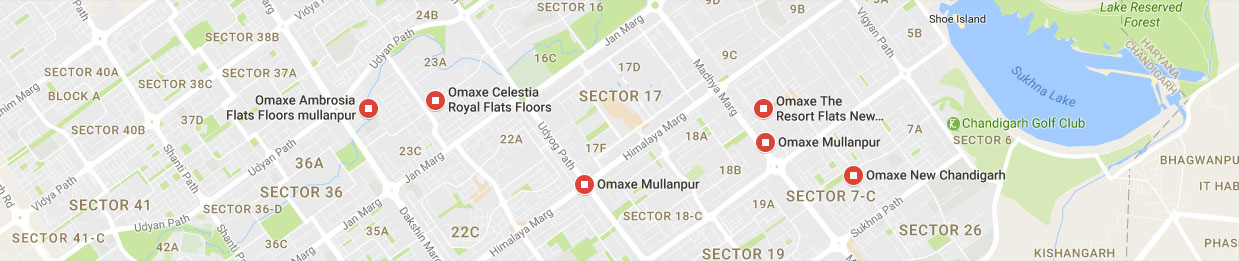 24B
SECTOR 16
Jan Marg
Lake Reserved
Forest
Shoe Island
Vidya Path
SECTOR 38B
Udyan Path
23A
16C
17D
9C
Madhya Marg
Vigyan Path
5B
HARYANA
CHANDIGARH
Sukhna Lake
SECTOR 40A
SECTOR 37A
SECTOR 38C
BLOCK A
Omaxe Ambrosia
Flats Floors mullanpur
Omaxe Celestia
Royal Flats Floors
SECTOR 17
Omaxe The
Resort Flats New...
37D
SECTOR 40B
Shanti Path
Udyan Path
23C
Jan Marg
22A
Udyog Path
17F
Himalaya Marg
18A
Omaxe Mullanpur
7A
Chandigarh Golf Club
SECTOR 6
36A
18B
BHAGWANPU
IT HAB
Vidya Path
SECTOR 41
SECTOR 36
SECTOR 36-D
Omaxe Mullanpur
Omaxe New Chandigarh
SECTOR 7-C
19A
Sukhna Path
Udyan Path
Shanti Path
Dakshin Marg
Himalaya Marg
SECTOR 18-C
SECTOR 41-C
42A
36C
35A
22C
SECTOR 19
SECTOR 26
KISHANGARH